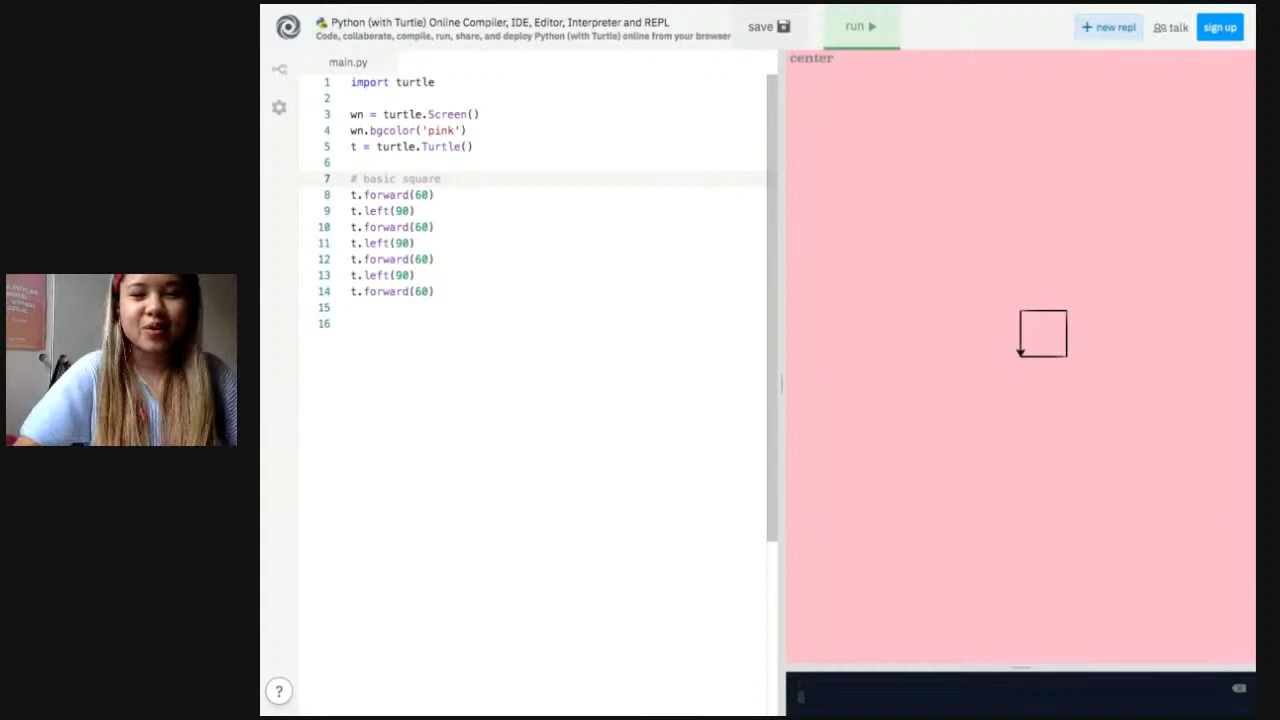 Python (with Turtle) Online Compiler, IDE, Editor, Interpreter and REPL
Code, collaborate, compile, run, share, and deploy Python (with Turtle) online from your browser
save
run
+ new repl
talk
sign up
main.py
center
1 import turtle
2
3 wn = turtle.Screen()
4 wn.bgcolor('pink')
5 t = turtle.Turtle()
6
7 # basic square
8 t.forward(60)
9 t.left(90)
10 t.forward(60)
11 t.left(90)
12 t.forward(60)
13 t.left(90)
14 t.forward(60)
15
16
?